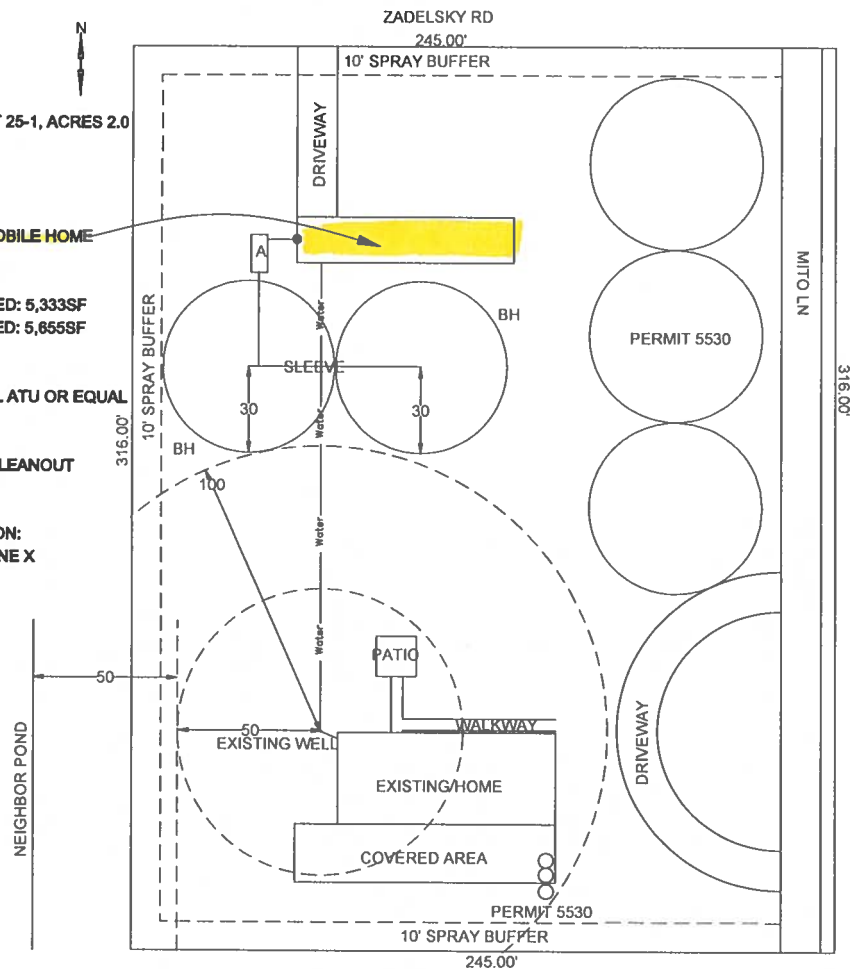 ZADELSKY RD
245.00'
N
10' SPRAY BUFFER
25-1, ACRES 2.0
DRIVEWAY
OBILE HOME
A
MITO LN
ED: 5,333SF
ED: 5,655SF
10' SPRAY BUFFER
Water
BH
PERMIT 5530
SLEEVE
316.00'
L ATU OR EQUAL
30
30
Water
316.00'
BH
LEANOUT
100
ON:
NE X
Water
Water
PATIO
50
WALKWAY
50
EXISTING WELL
DRIVEWAY
EXISTING HOME
NEIGHBOR POND
COVERED AREA
PERMIT 5530
10' SPRAY BUFFER
245.00'